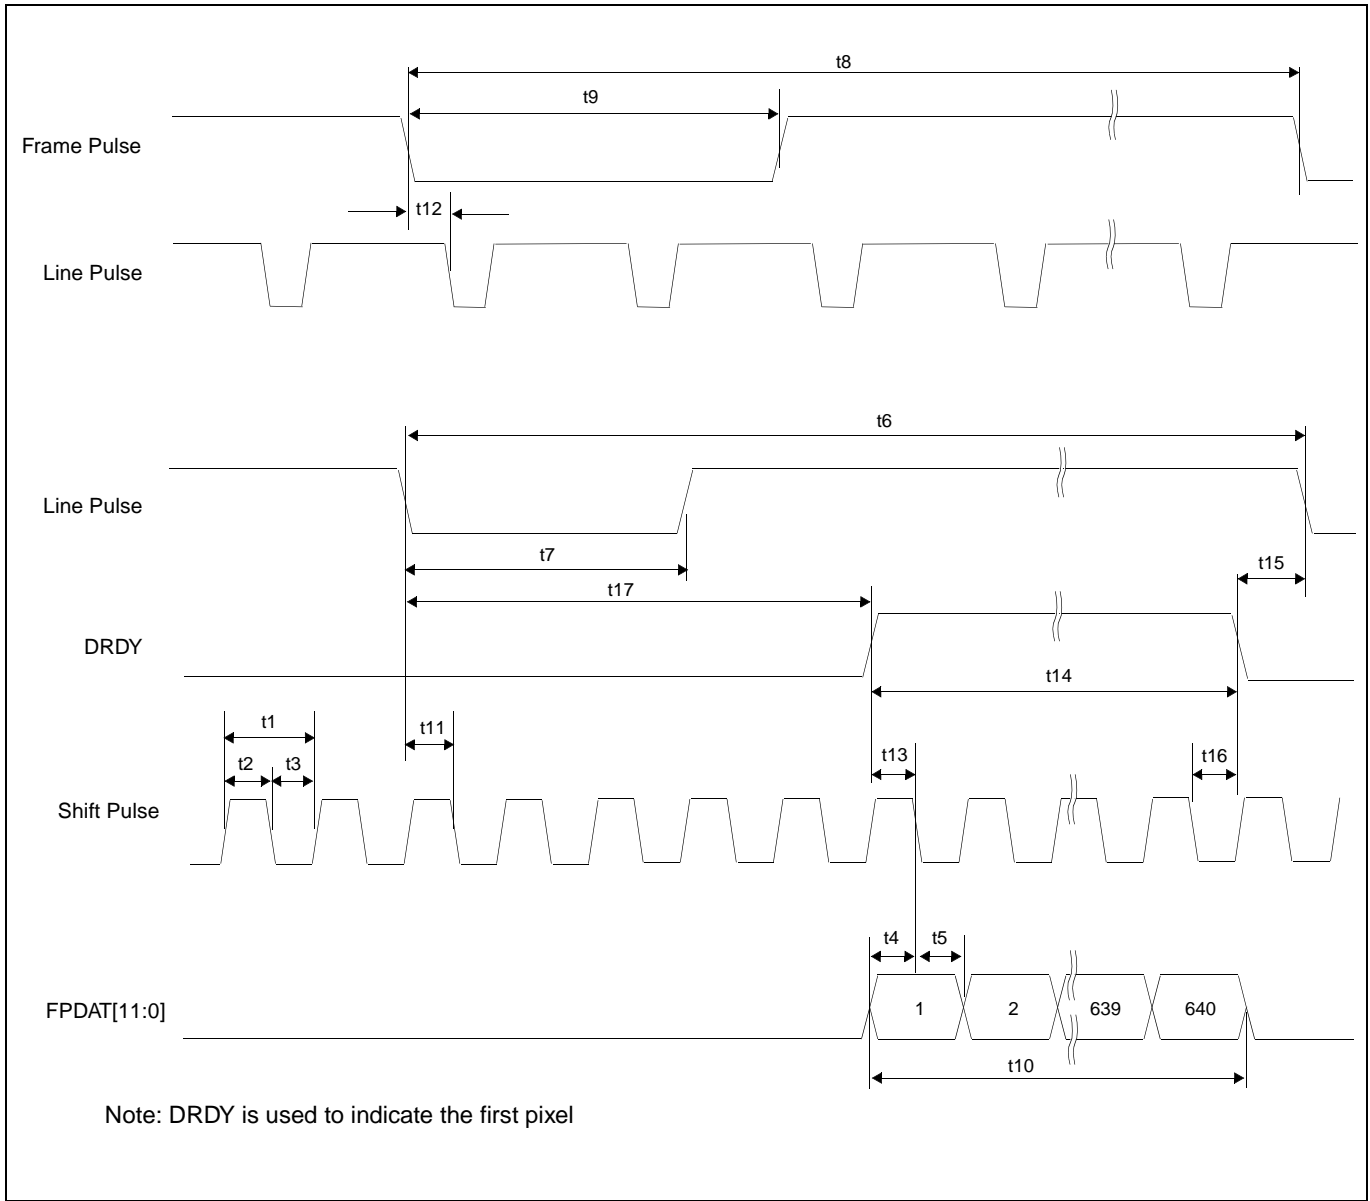 t8
t9
Frame Pulse
t12
Line Pulse
t6
Line Pulse
t7
t15
t17
DRDY
t14
t1
t11
t13
t16
t2 t3
Shift Pulse
t4 t5
FPDAT[11:0]
1 2 639 640
t10
Note: DRDY is used to indicate the first pixel